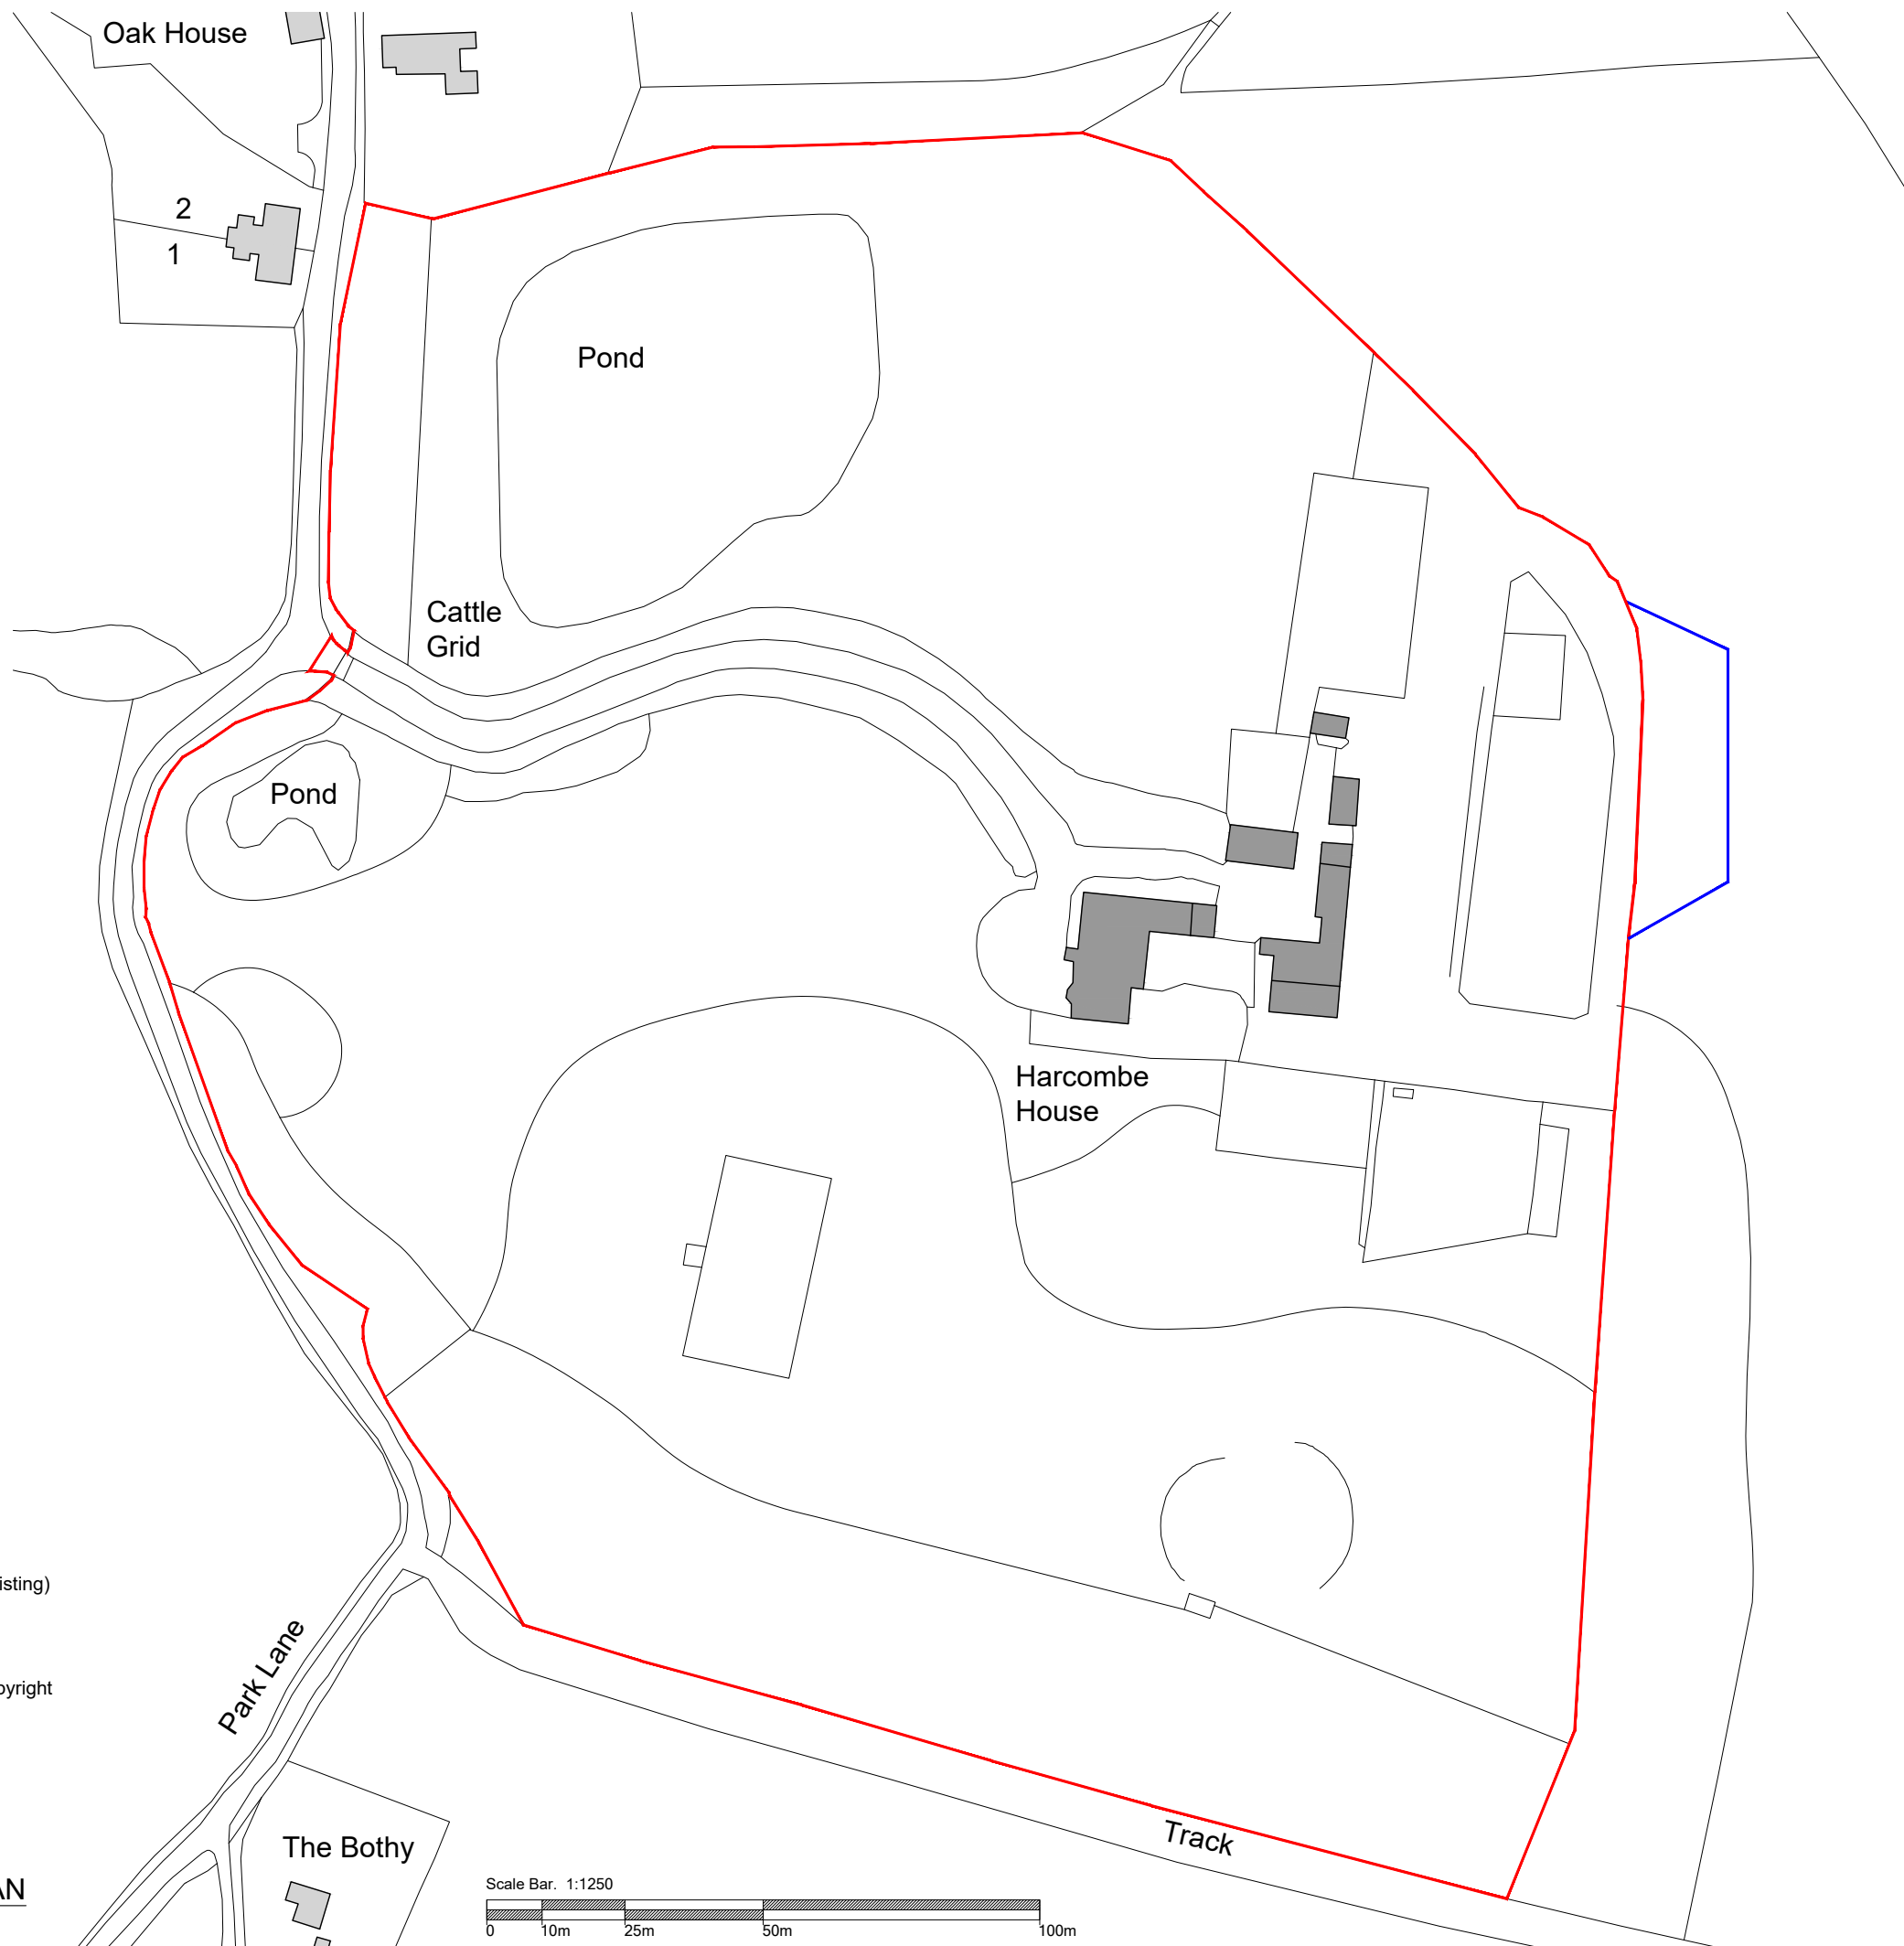 Oak House
2
1
Pond
Cattle
Grid
Pond
Harcombe
House
isting)
Park Lane
pyright
Track
The Bothy
AN
Scale Bar. 1:1250
0 10m 25m 50m 100m